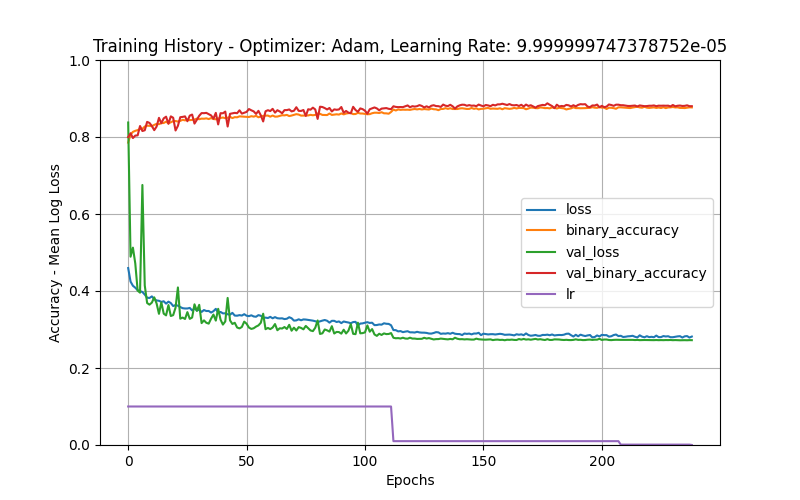 Training History - Optimizer: Adam, Learning Rate: 9.999999747378752e-05
1.0
0.8
0.6
0.4
0.2
0.0
Accuracy - Mean Log Loss
loss
binary_accuracy
val_loss
val_binary_accuracy
lr
0 50 100 150 200
Epochs